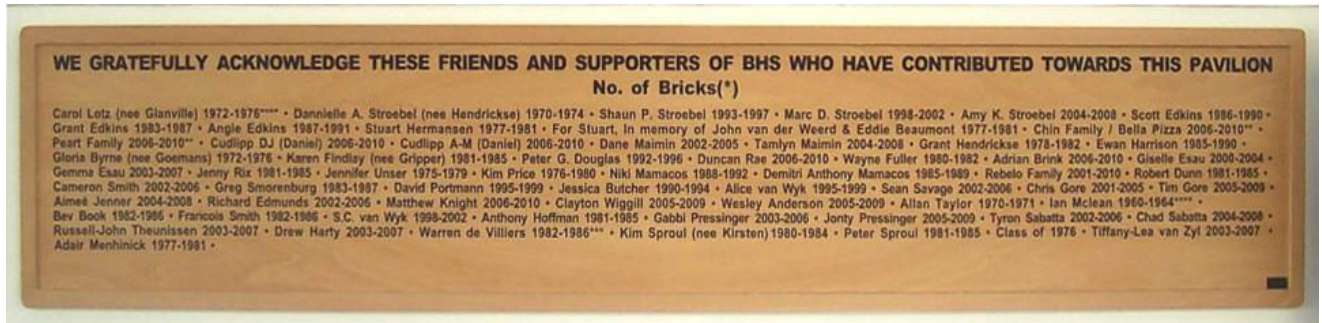 WE GRATEFULLY ACKNOWLEDGE THESE FRIENDS AND SUPPORTERS OF BHS WHO HAVE CONTRIBUTED TOWARDS THIS PAVILION
No. of Bricks(*)
Carol Lotz (nee Glanville) 1972-1976**** • Dannielle A. Stroebel (nee Hendrickse) 1970-1974 • Shaun P. Stroebel 1993-1997 • Marc D. Stroebel 1998-2002 • Amy K. Stroebel 2004-2008 • Scott Edkins 1986-1990 •
Grant Edkins 1983-1987 • Angie Edkins 1987-1991 • Stuart Hermansen 1977-1981 • For Stuart, In memory of John van der Weerd & Eddie Beaumont 1977-1981 • Chin Family / Bella Pizza 2006-2010** •
Peart Family 2006-2010** • Cudlipp DJ (Daniel) 2006-2010 • Cudlipp A-M (Daniel) 2006-2010 • Dane Maimin 2002-2005 • Tamlyn Maimin 2004-2008 • Grant Hendrickse 1978-1982 • Ewan Harrison 1985-1990 •
Gloria Byrne (nee Goemans) 1972-1976 • Karen Findlay (nee Gripper) 1981-1985 • Peter G. Douglas 1992-1996 • Duncan Rae 2006-2010 • Wayne Fuller 1980-1982 • Adrian Brink 2006-2010 • Giselle Esau 2000-2004 •
Gemma Esau 2003-2007 • Jenny Rix 1981-1985 • Jennifer Unser 1975-1979 • Kim Price 1976-1980 • Niki Mamacos 1988-1992 • Demitri Anthony Mamacos 1985-1989 • Rebelo Family 2001-2010 • Robert Dunn 1981-1985 •
Cameron Smith 2002-2006 • Greg Smorenburg 1983-1987 • David Portmann 1995-1999 • Jessica Butcher 1990-1994 • Alice van Wyk 1995-1999 • Sean Savage 2002-2006 • Chris Gore 2001-2005 • Tim Gore 2005-2009 •
Aimeé Jenner 2004-2008 • Richard Edmunds 2002-2006 • Matthew Knight 2006-2010 • Clayton Wiggill 2005-2009 • Wesley Anderson 2005-2009 • Allan Taylor 1970-1971 • Ian Mclean 1960-1964**** •
Bev Book 1982-1986 • Francois Smith 1982-1986 • S.C. van Wyk 1998-2002 • Anthony Hoffman 1981-1985 • Gabbi Pressinger 2003-2006 • Jonty Pressinger 2005-2009 • Tyron Sabatta 2002-2006 • Chad Sabatta 2004-2008 •
Russell-John Theunissen 2003-2007 • Drew Harty 2003-2007 • Warren de Villiers 1982-1986*** • Kim Sproul (nee Kirsten) 1980-1984 • Peter Sproul 1981-1985 • Class of 1976 • Tiffany-Lea van Zyl 2003-2007 •
Adair Menhinick 1977-1981 •